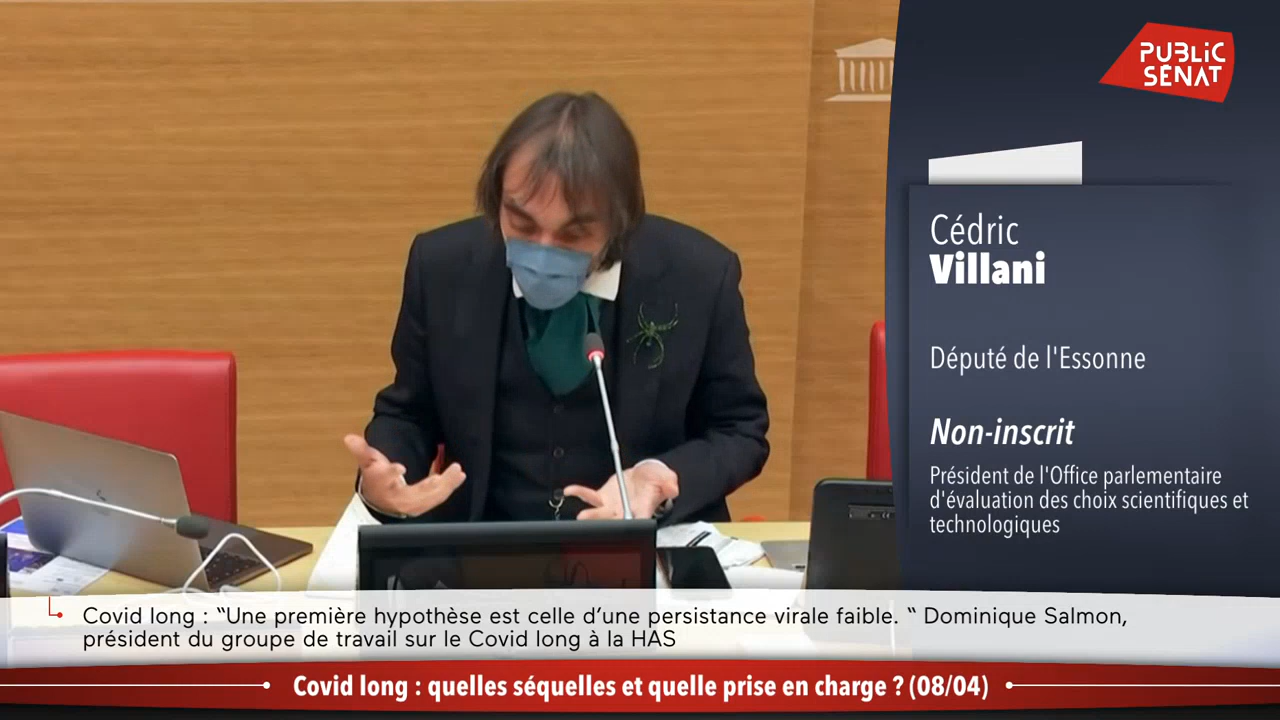 PUBLIC
SÉNAT
Cédric
Villani
Député de l'Essonne
Non-inscrit
Président de l'Office parlementaire
d'évaluation des choix scientifiques et
technologiques
Covid long : “Une première hypothèse est celle d’une persistance virale faible. “ Dominique Salmon,
président du groupe de travail sur le Covid long à la HAS
Covid long : quelles séquelles et quelle prise en charge ? (08/04)